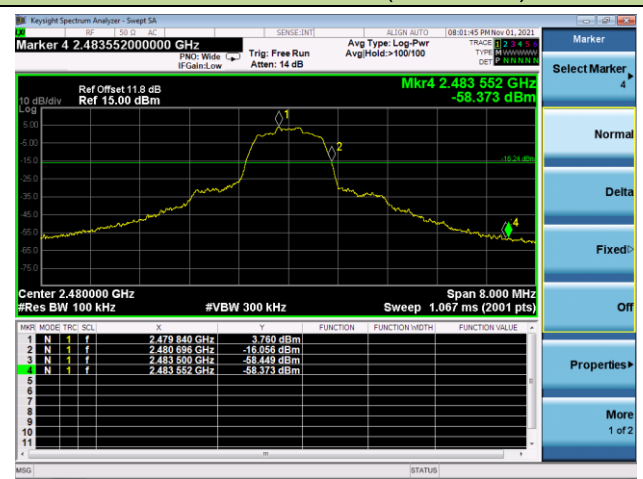 Keysight Spectrum Analyzer - Swept SA
RF 50 Ω AC SENSE:INT ALIGN AUTO 08:01:45 PM Nov 01, 2021
Marker 4 2.483552000000 GHz
PNO: Wide
IFGain:Low
Trig: Free Run
Atten: 14 dB
Avg Type: Log-Pwr
Avg|Hold:>100/100
TRACE 1 2 3 4 5 6
TYPE M
DET P N N N N N
Marker
Select Marker
4
Normal
Delta
Fixed
Off
Properties
More
1 of 2
Ref Offset 11.8 dB
Ref 15.00 dBm
10 dB/div
Log
Mkr4 2.483 552 GHz
-58.373 dBm
5.00
-5.00
-15.0
-25.0
-35.0
-45.0
-55.0
-65.0
-75.0
1
2
4
-16.24 dBm
Center 2.480000 GHz
#Res BW 100 kHz
#VBW 300 kHz
Span 8.000 MHz
Sweep 1.067 ms (2001 pts)
MKR MODE TRC SCL X Y FUNCTION FUNCTION WIDTH FUNCTION VALUE
1 N 1 f 2.479 840 GHz 3.760 dBm
2 N 1 f 2.480 696 GHz -16.056 dBm
3 N 1 f 2.483 500 GHz -58.449 dBm
4 N 1 f 2.483 552 GHz -58.373 dBm
5
6
7
8
9
10
11
MSG STATUS